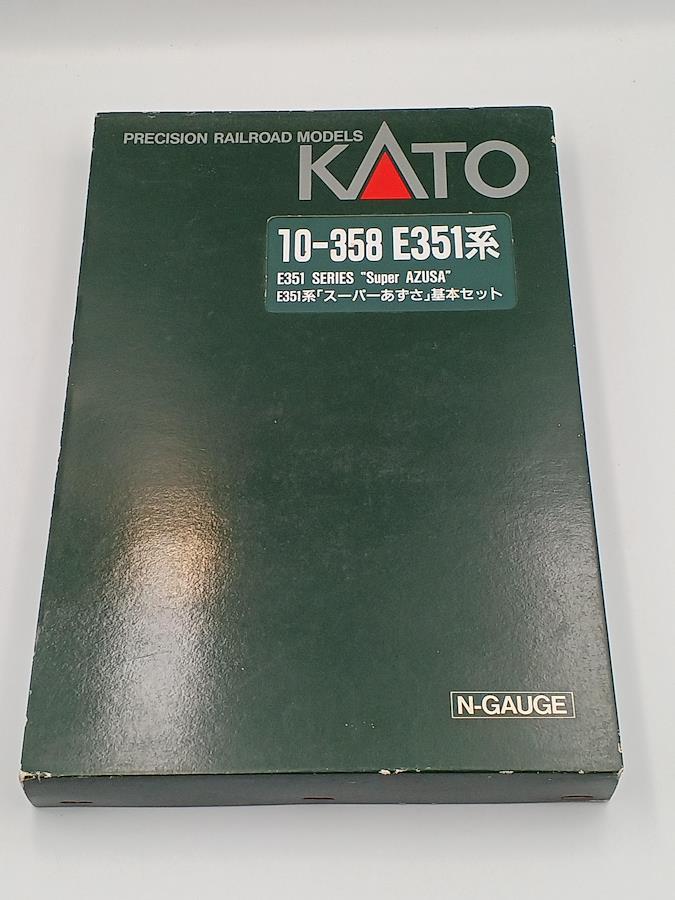 PRECISION RAILROAD MODELS
KATO
10-358 E351系
E351 SERIES "Super AZUSA"
E351系「スーパーあずさ」基本セット
N-GAUGE